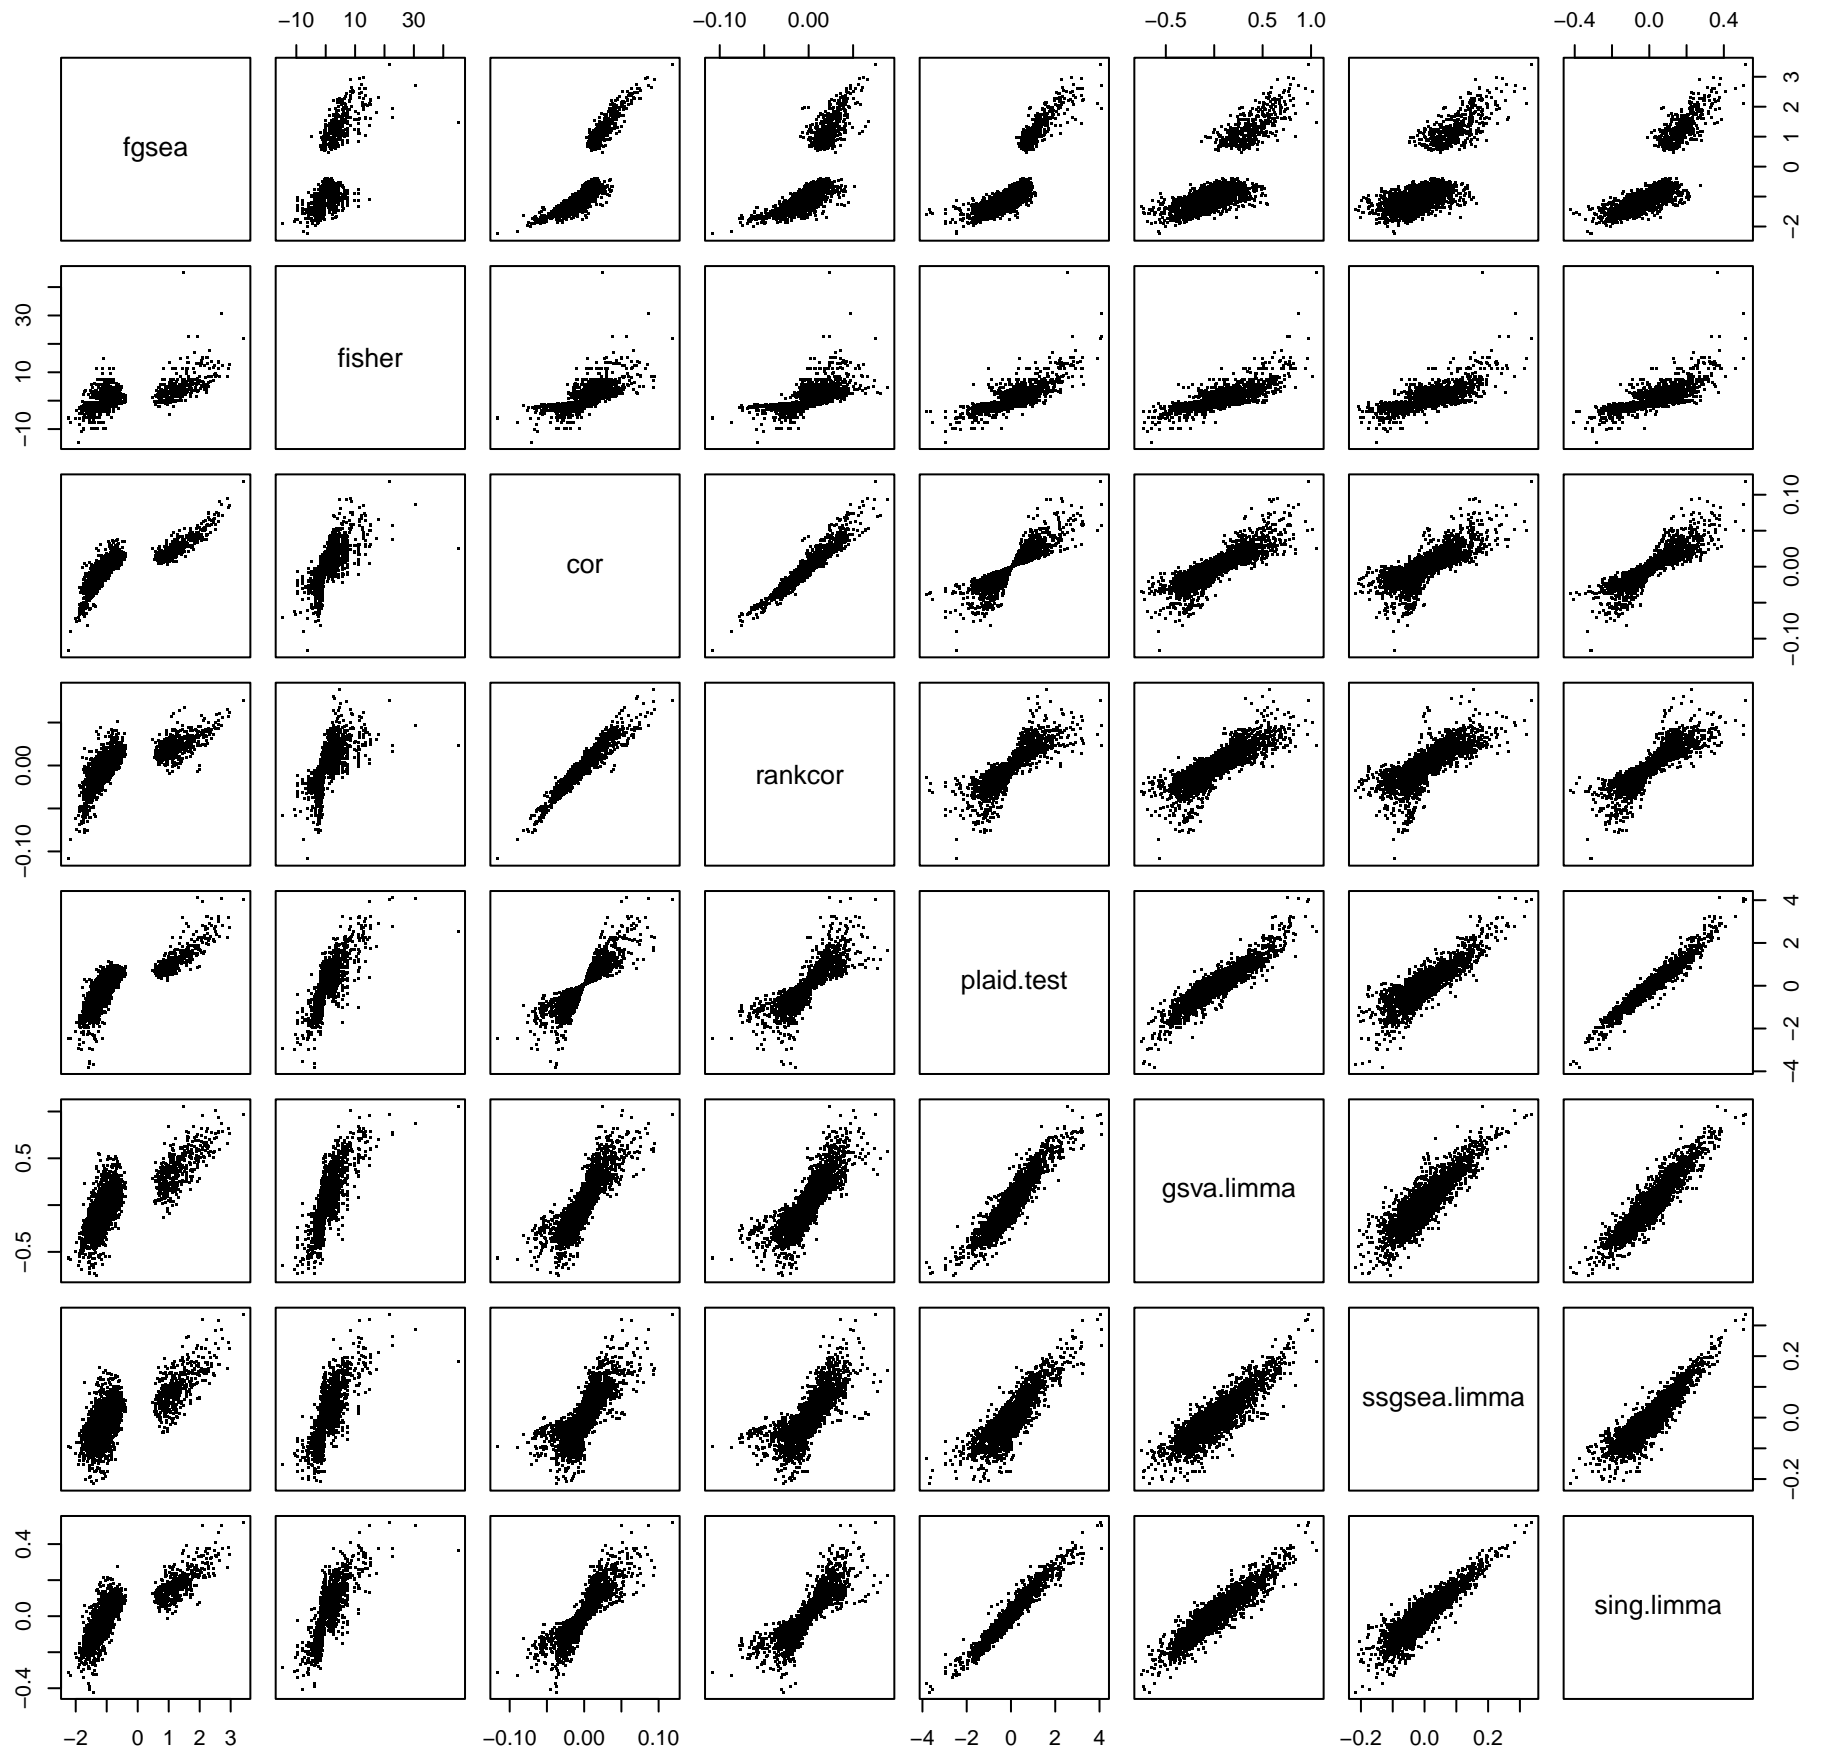 −10 10 30 −0.10 0.00 −0.5 0.5 1.0 −0.4 0.0 0.4
fgsea
−2 0 1 2 3
fisher
−10 10 30
cor
−0.10 0.00 0.10
rankcor
−0.10 0.00
plaid.test
−4 −2 0 2 4
gsva.limma
−0.5 0.5
ssgsea.limma
−0.2 0.0 0.2
sing.limma
−0.4 0.0 0.4
−2 0 1 2 3 −0.10 0.00 0.10 −4 −2 0 2 4 −0.2 0.0 0.2